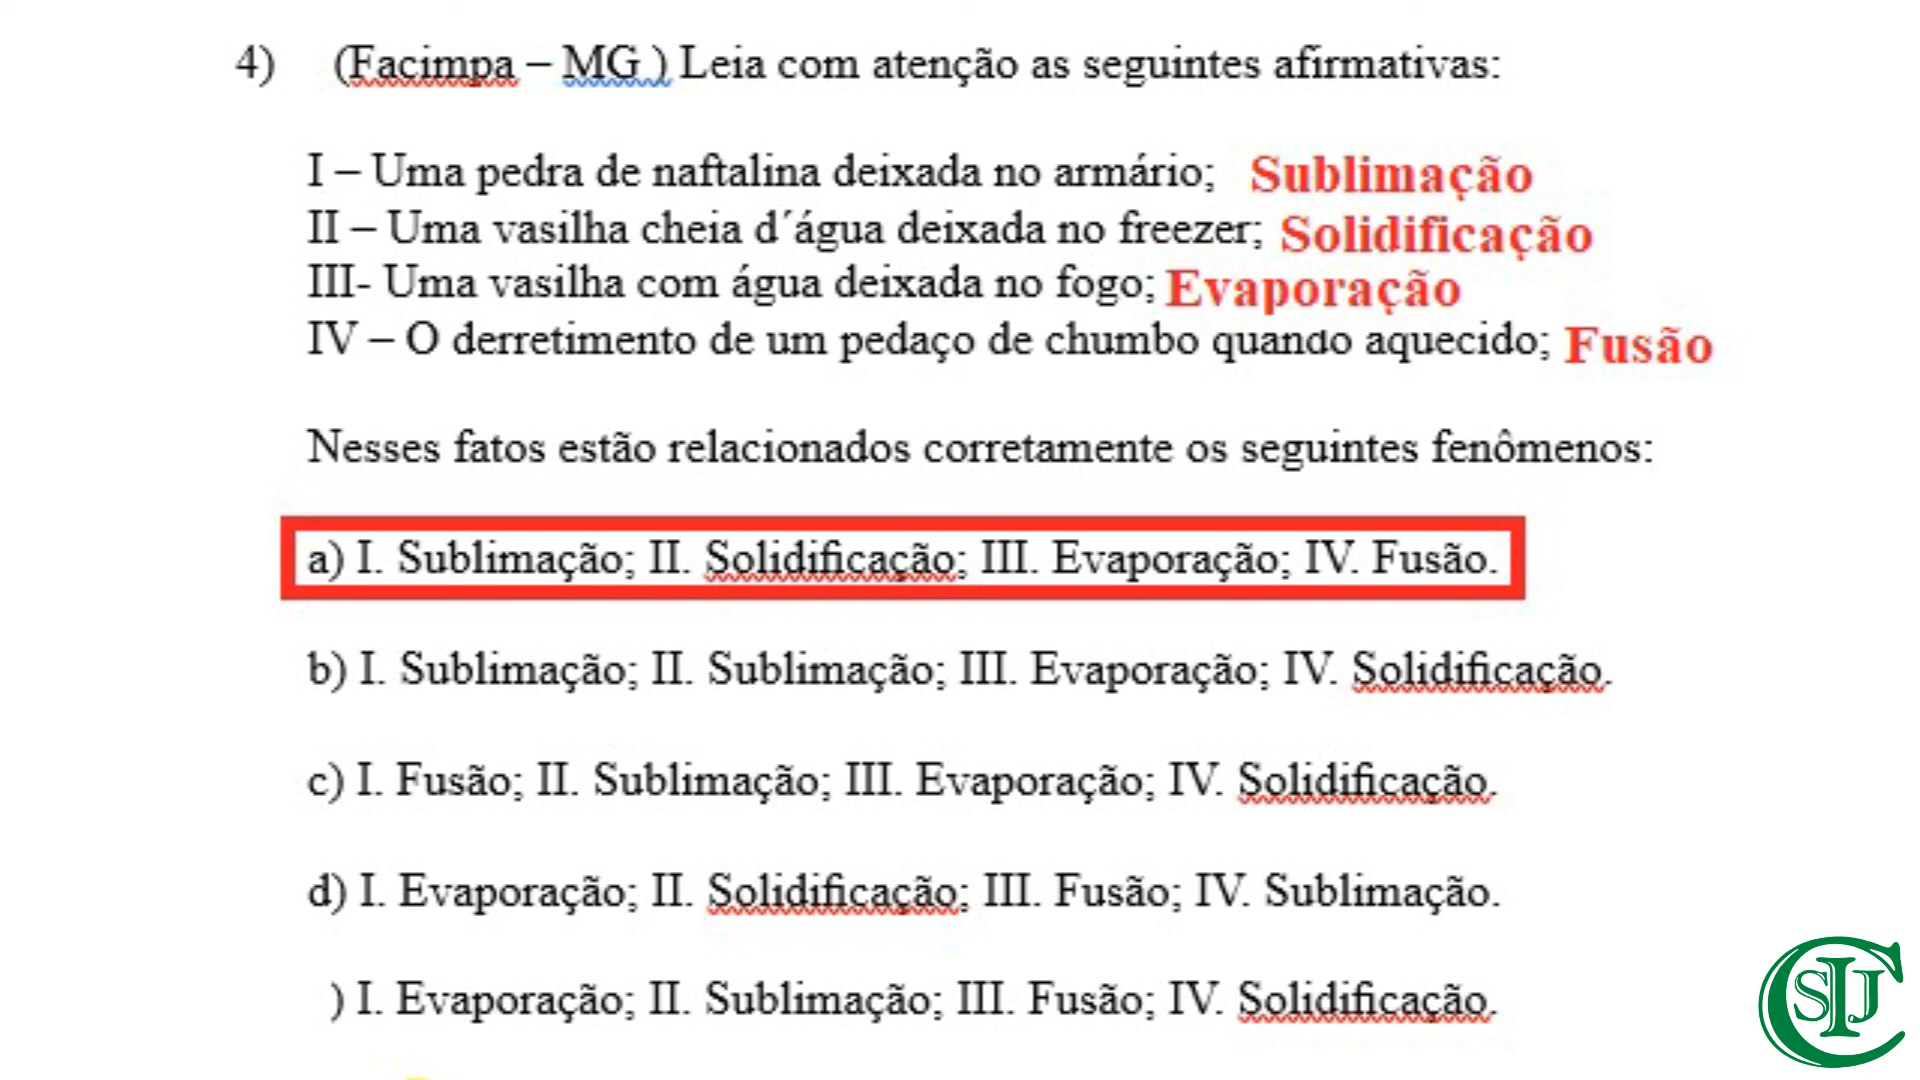 4) (Facimpa – MG ) Leia com atenção as seguintes afirmativas:
I – Uma pedra de naftalina deixada no armário; Sublimação
II – Uma vasilha cheia d´água deixada no freezer; Solidificação
III- Uma vasilha com água deixada no fogo; Evaporação
IV – O derretimento de um pedaço de chumbo quando aquecido; Fusão
Nesses fatos estão relacionados corretamente os seguintes fenômenos:
a) I. Sublimação; II. Solidificação; III. Evaporação; IV. Fusão.
b) I. Sublimação; II. Sublimação; III. Evaporação; IV. Solidificação.
c) I. Fusão; II. Sublimação; III. Evaporação; IV. Solidificação.
d) I. Evaporação; II. Solidificação; III. Fusão; IV. Sublimação.
) I. Evaporação; II. Sublimação; III. Fusão; IV. Solidificação.
CSIJ